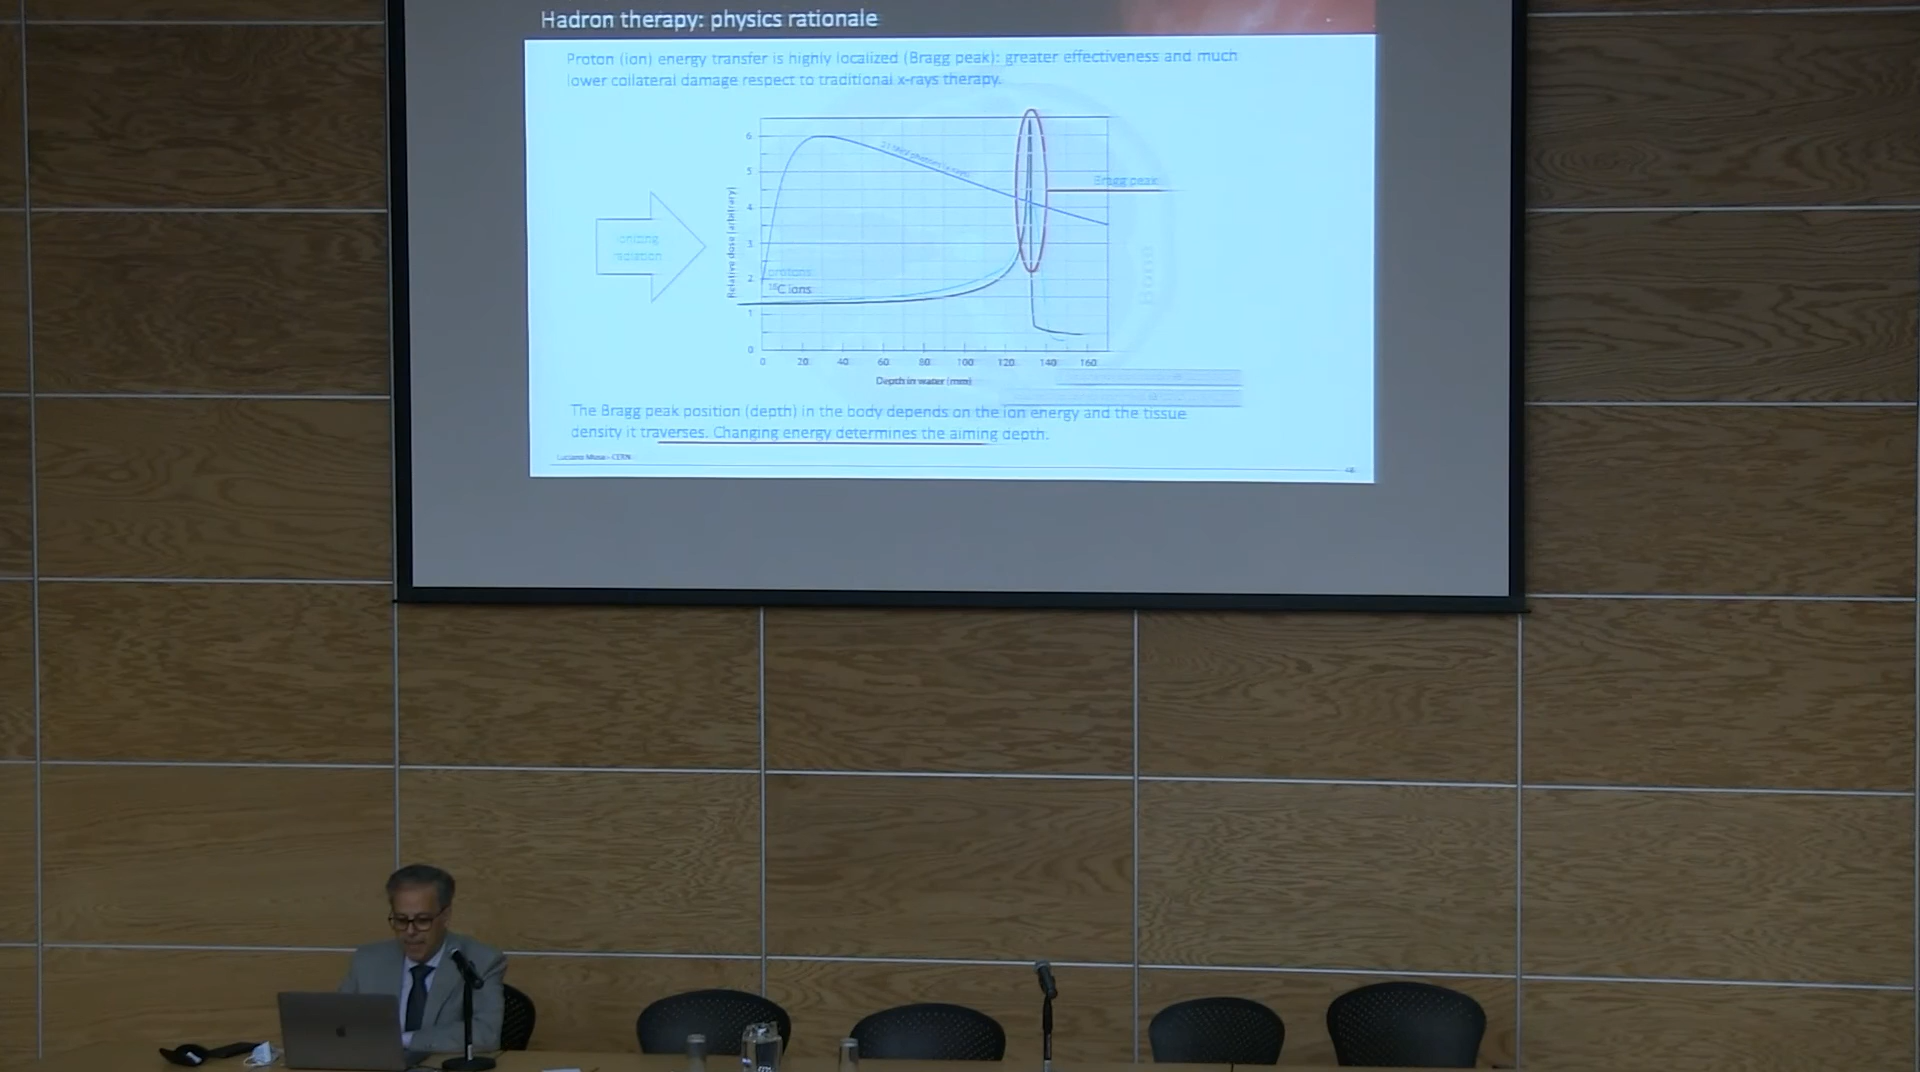 Hadron therapy: physics rationale
Proton (ion) energy transfer is highly localized (Bragg peak): greater effectiveness and much
lower collateral damage respect to traditional x-rays therapy.
6
5
4
3
2
1
0
Relative dose (arbitrary)
Bragg peak
Ionizing
radiation
protons
C ions
0 20 40 60 80 100 120 140 160
Depth in water (mm)
Bone
The Bragg peak position (depth) in the body depends on the ion energy and the tissue
density it traverses. Changing energy determines the aiming depth.
Luciano Musa - CERN